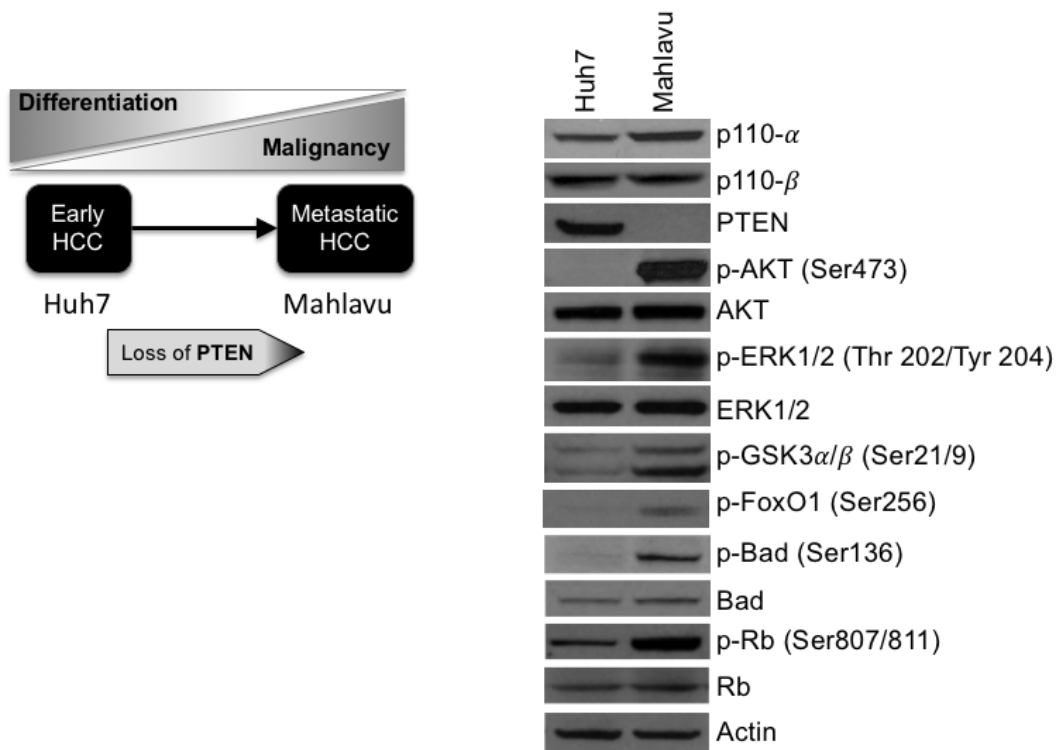 Differentiation
Malignancy
Early
HCC
Metastatic
HCC
Huh7
Mahlavu
Loss of PTEN
Huh7
Mahlavu
p110-α
p110-β
PTEN
p-AKT (Ser473)
AKT
p-ERK1/2 (Thr 202/Tyr 204)
ERK1/2
p-GSK3α/β (Ser21/9)
p-FoxO1 (Ser256)
p-Bad (Ser136)
Bad
p-Rb (Ser807/811)
Rb
Actin